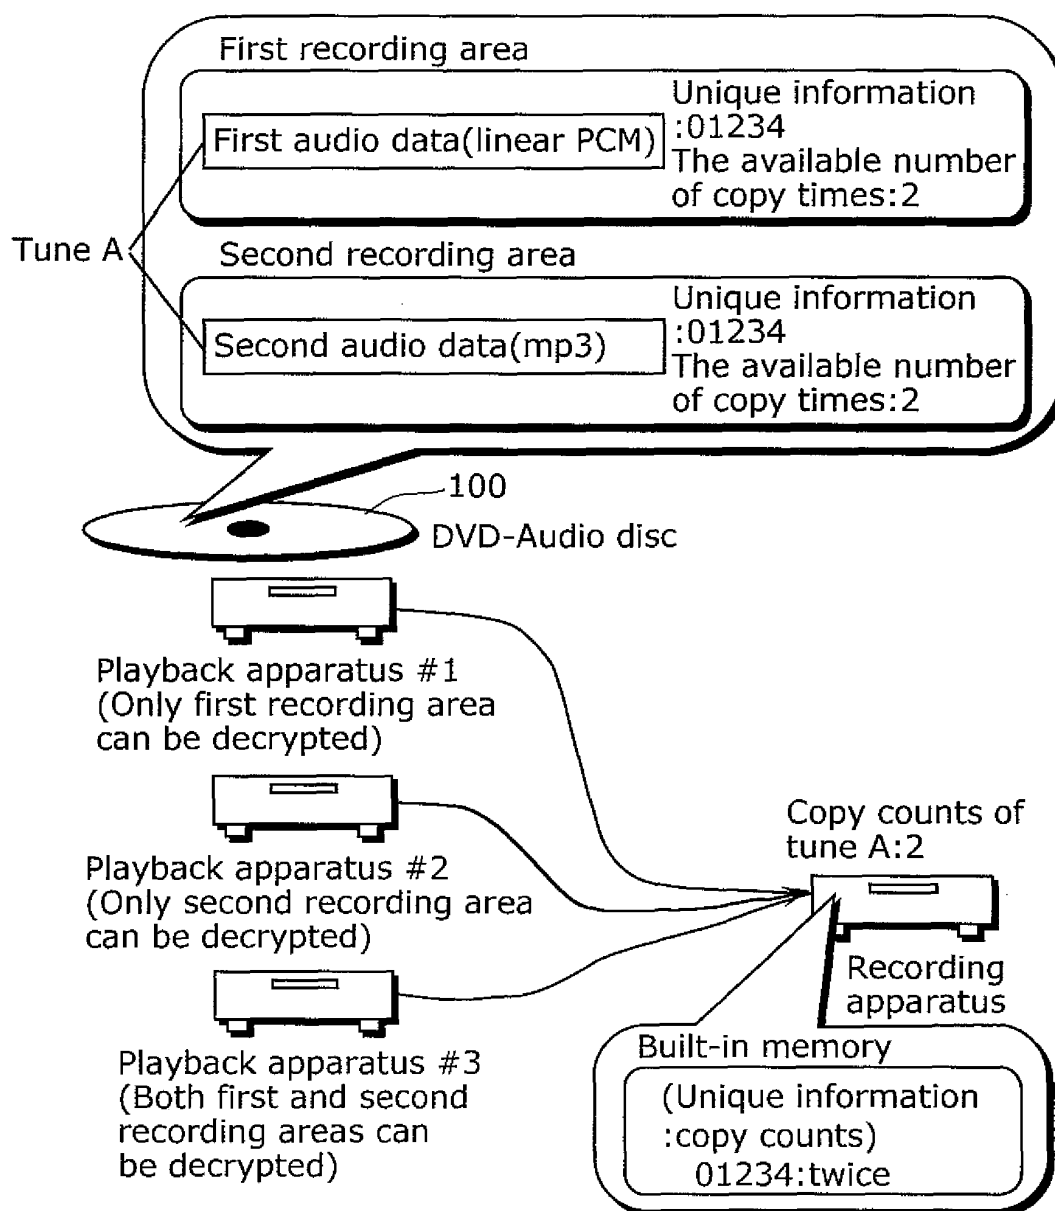 First recording area
First audio data(linear PCM)
Unique information
:01234
The available number
of copy times:2
Tune A
Second recording area
Second audio data(mp3)
Unique information
:01234
The available number
of copy times:2
100
DVD-Audio disc
Playback apparatus #1
(Only first recording area
can be decrypted)
Playback apparatus #2
(Only second recording area
can be decrypted)
Copy counts of
tune A:2
Recording
apparatus
Playback apparatus #3
(Both first and second
recording areas can
be decrypted)
Built-in memory
(Unique information
:copy counts)
01234:twice